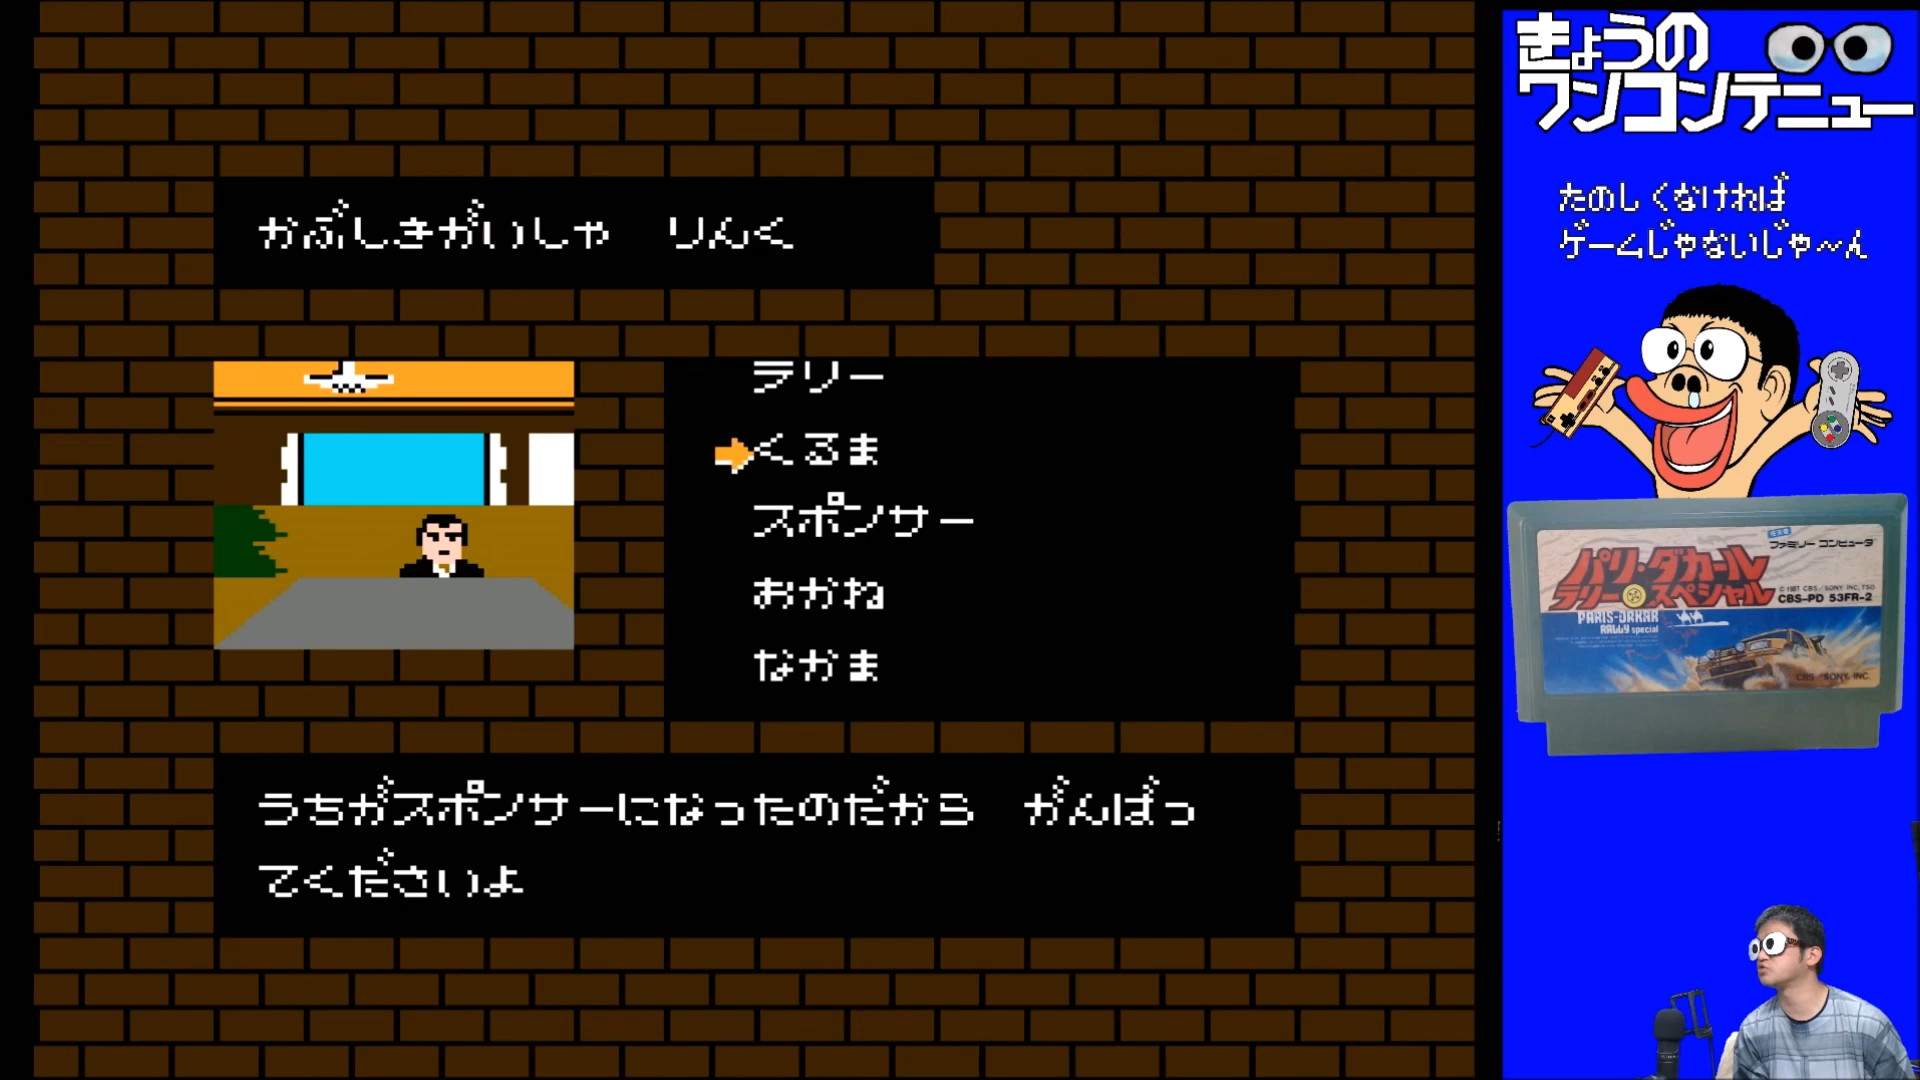 かぶしきがいしゃ りんく
ラリー
くるま
スポンサー
おかね
なかま
うちがスポンサーになったのだから がんばっ
てくださいよ
きょうの
ワンコンテニュー
たのしくなければ
ゲームじゃないじゃ～ん
ファミリー コンピュータ
パリ・ダカール
ラリー スペシャル
CBS-PD 53FR-2
PARIS-DAKAR
RALLY special
CBS/SONY INC.